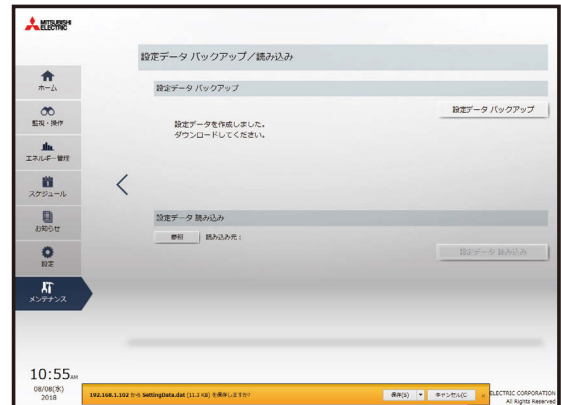 MITSUBISHI
ELECTRIC
設定データ バックアップ／読み込み
ホーム
監視・操作
エネルギー管理
スケジュール
お知らせ
設定
メンテナンス
設定データ バックアップ
設定データ バックアップ
設定データを作成しました。
ダウンロードしてください。
設定データ 読み込み
参照 読み込み元：
設定データ 読み込み
10:55AM
08/08(水)
2018
192.168.1.102 から SettingData.dat (11.3 KB) を保存しますか?
保存(S) ▼ キャンセル(C ×
ELECTRIC CORPORATION
All Rights Reserved